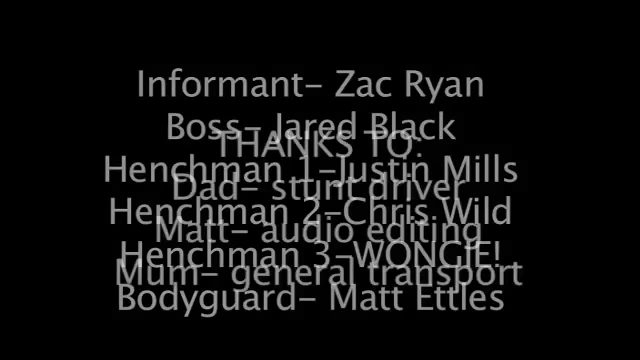 Informant- Zac Ryan
Boss- Jared Black
THANKS TO:
Henchman 1-Justin Mills
Dad- stunt driver
Henchman 2-Chris Wild
Matt- audio editing
Henchman 3-WONGIE!
Mum- general transport
Bodyguard- Matt Ettles